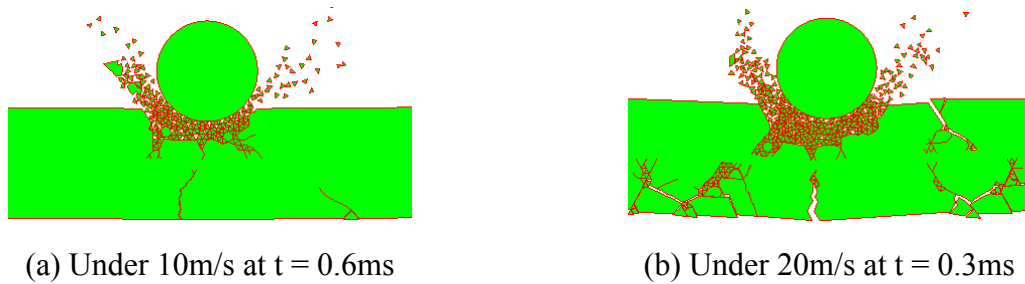 (a) Under 10m/s at t = 0.6ms
(b) Under 20m/s at t = 0.3ms